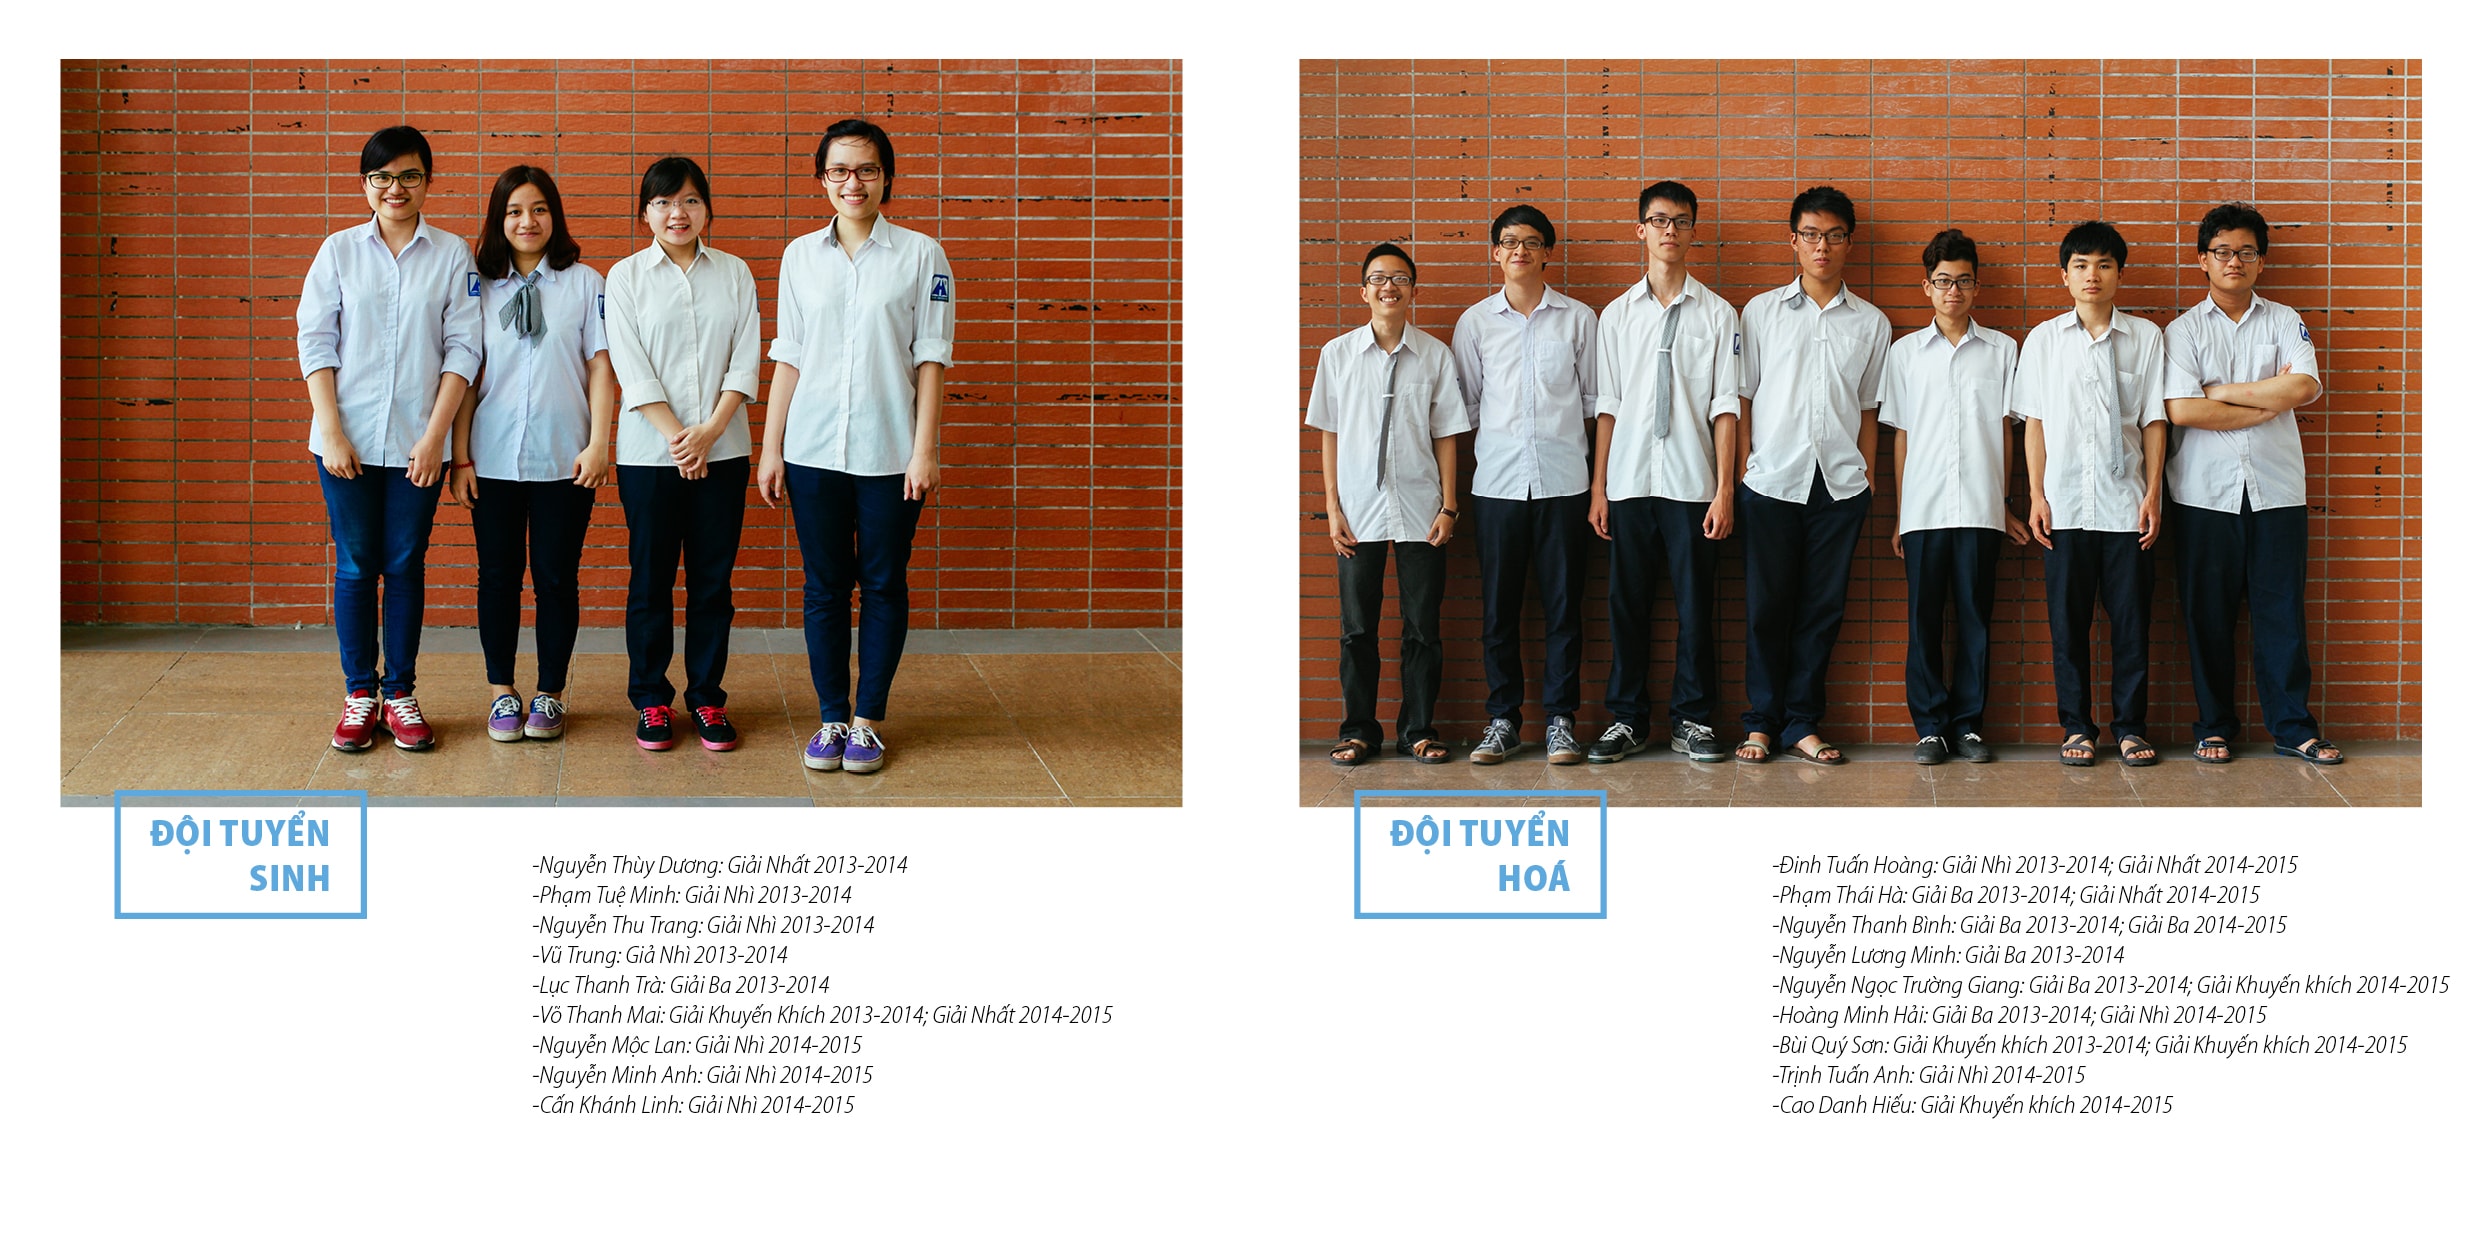 ĐỘI TUYỂN
SINH
-Nguyễn Thùy Dương: Giải Nhất 2013-2014
-Phạm Tuệ Minh: Giải Nhì 2013-2014
-Nguyễn Thu Trang: Giải Nhì 2013-2014
-Vũ Trung: Giả Nhì 2013-2014
-Lục Thanh Trà: Giải Ba 2013-2014
-Võ Thanh Mai: Giải Khuyến Khích 2013-2014; Giải Nhất 2014-2015
-Nguyễn Mộc Lan: Giải Nhì 2014-2015
-Nguyễn Minh Anh: Giải Nhì 2014-2015
-Cấn Khánh Linh: Giải Nhì 2014-2015
ĐỘI TUYỂN
HOÁ
-Đinh Tuấn Hoàng: Giải Nhì 2013-2014; Giải Nhất 2014-2015
-Phạm Thái Hà: Giải Ba 2013-2014; Giải Nhất 2014-2015
-Nguyễn Thanh Bình: Giải Ba 2013-2014; Giải Ba 2014-2015
-Nguyễn Lương Minh: Giải Ba 2013-2014
-Nguyễn Ngọc Trường Giang: Giải Ba 2013-2014; Giải Khuyến khích 2014-2015
-Hoàng Minh Hải: Giải Ba 2013-2014; Giải Nhì 2014-2015
-Bùi Quý Sơn: Giải Khuyến khích 2013-2014; Giải Khuyến khích 2014-2015
-Trịnh Tuấn Anh: Giải Nhì 2014-2015
-Cao Danh Hiếu: Giải Khuyến khích 2014-2015